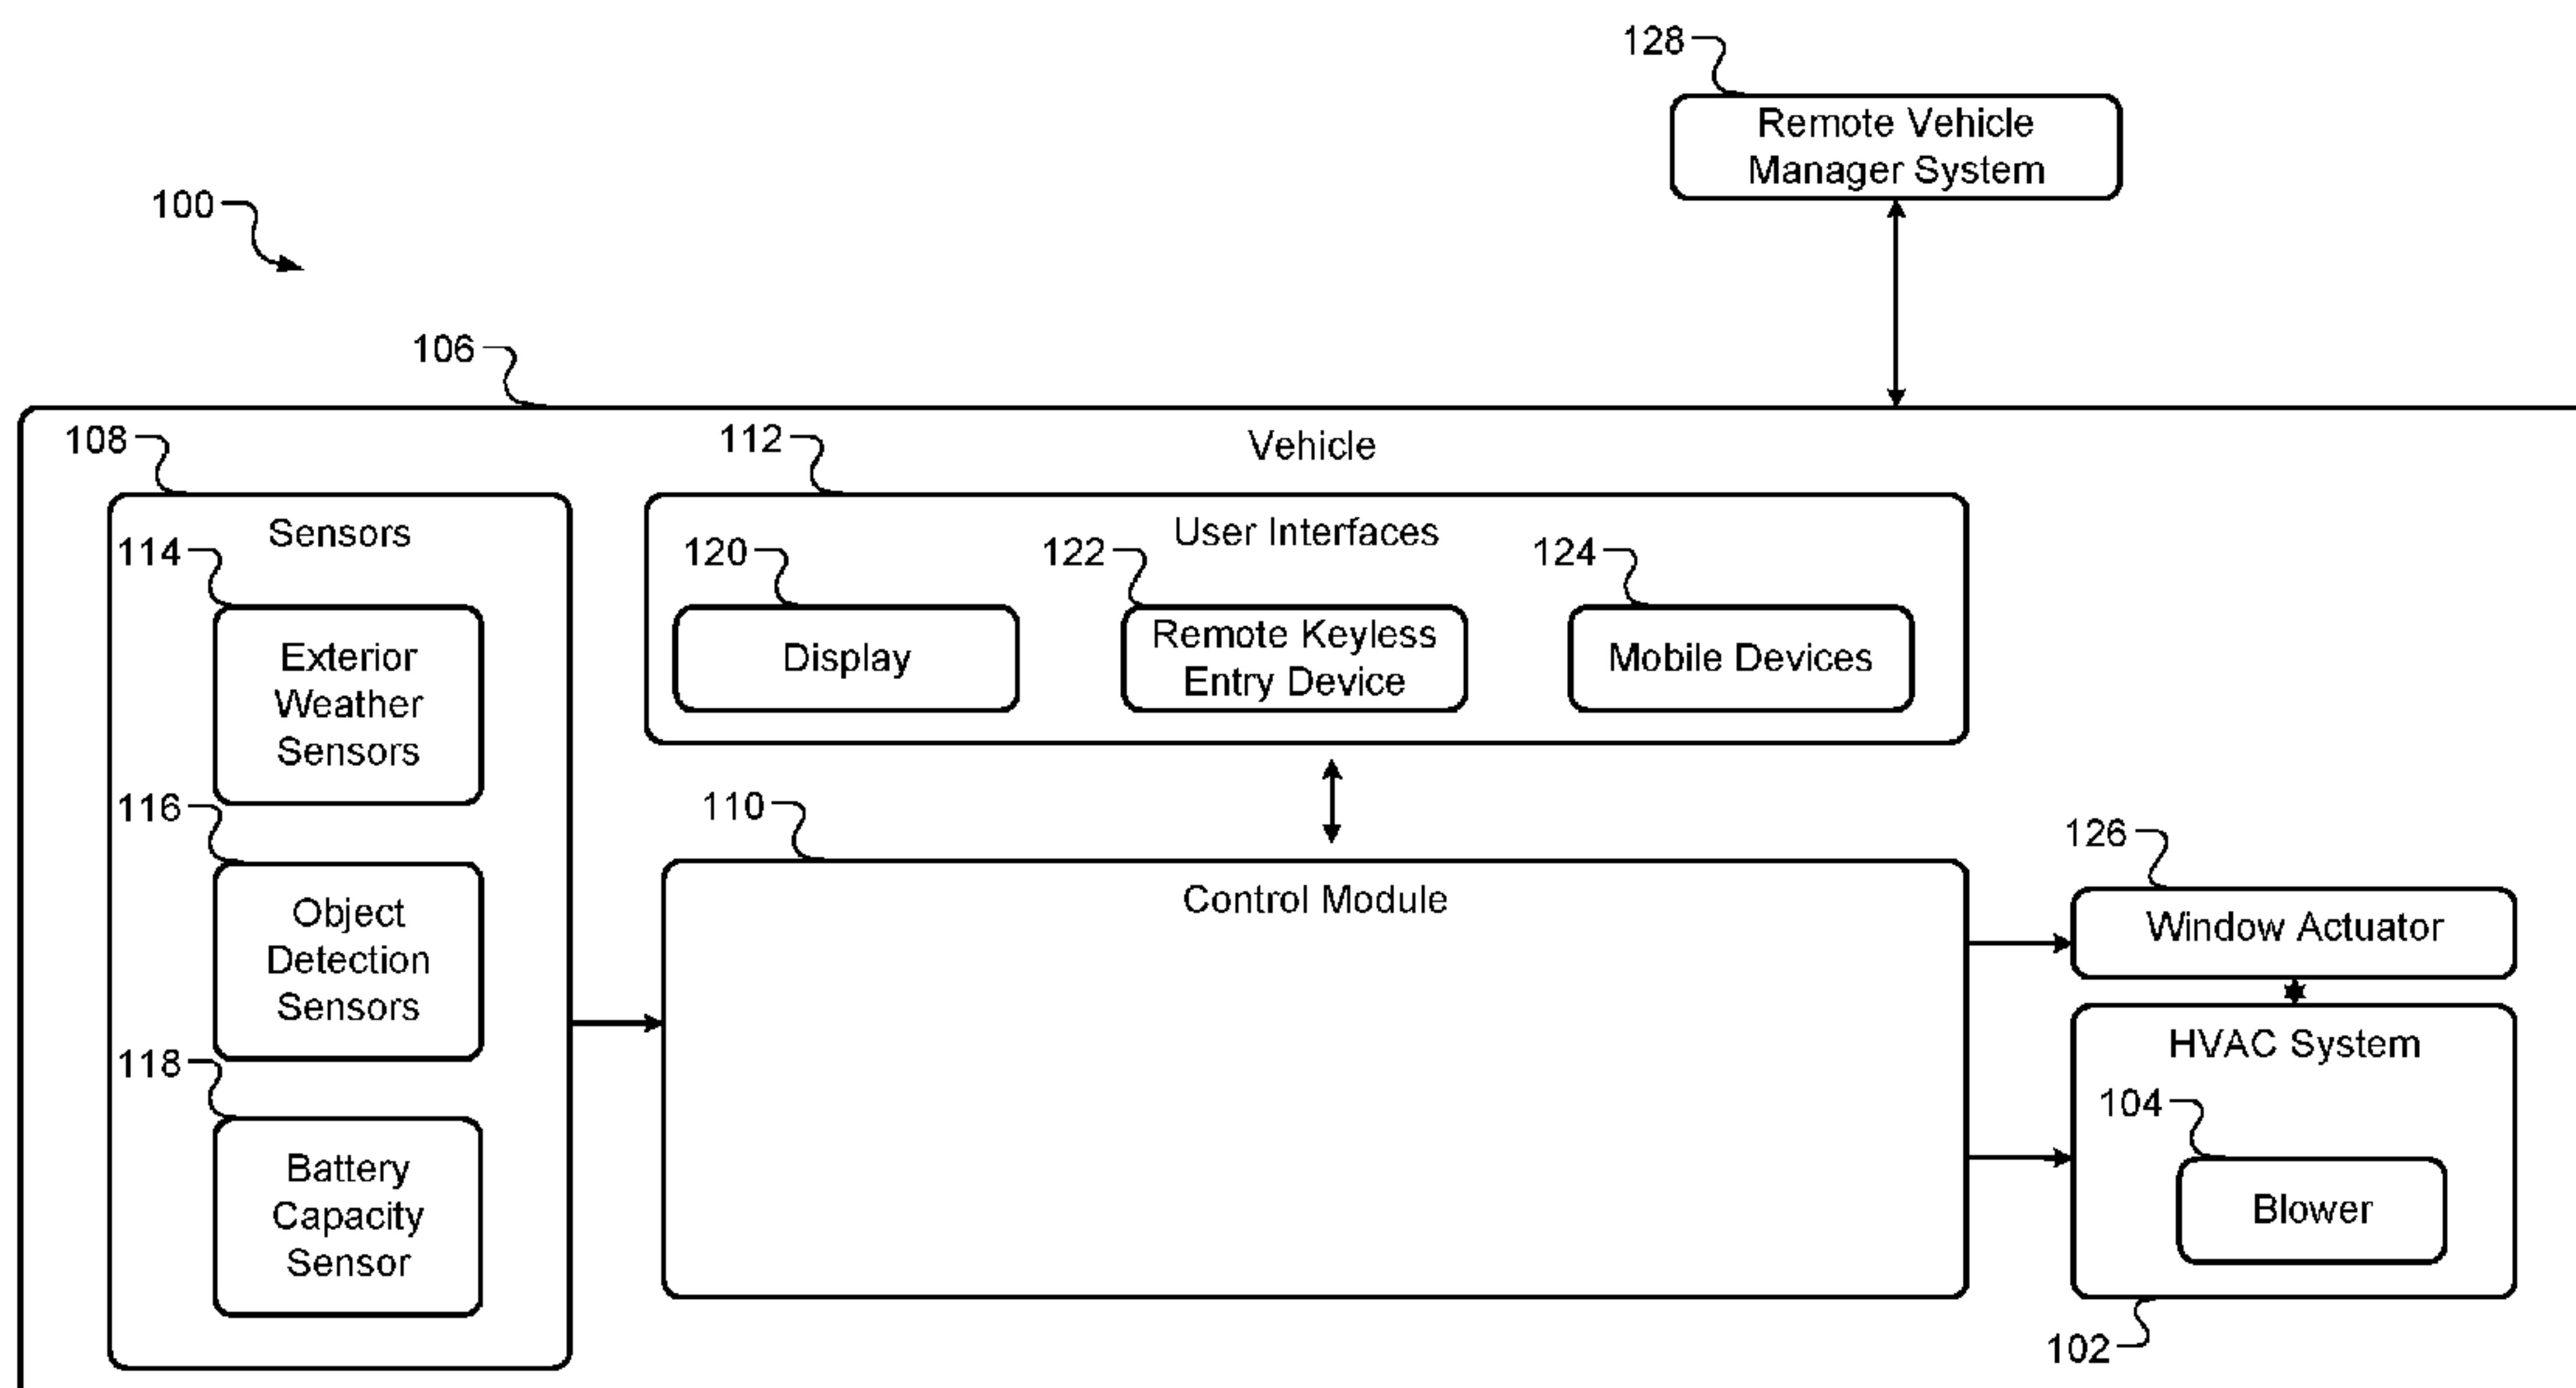 128
Remote Vehicle
Manager System
100
106
Vehicle
108
Sensors
114
Exterior
Weather
Sensors
116
Object
Detection
Sensors
118
Battery
Capacity
Sensor
112
User Interfaces
120
Display
122
Remote Keyless
Entry Device
124
Mobile Devices
110
Control Module
126
Window Actuator
HVAC System
104
Blower
102